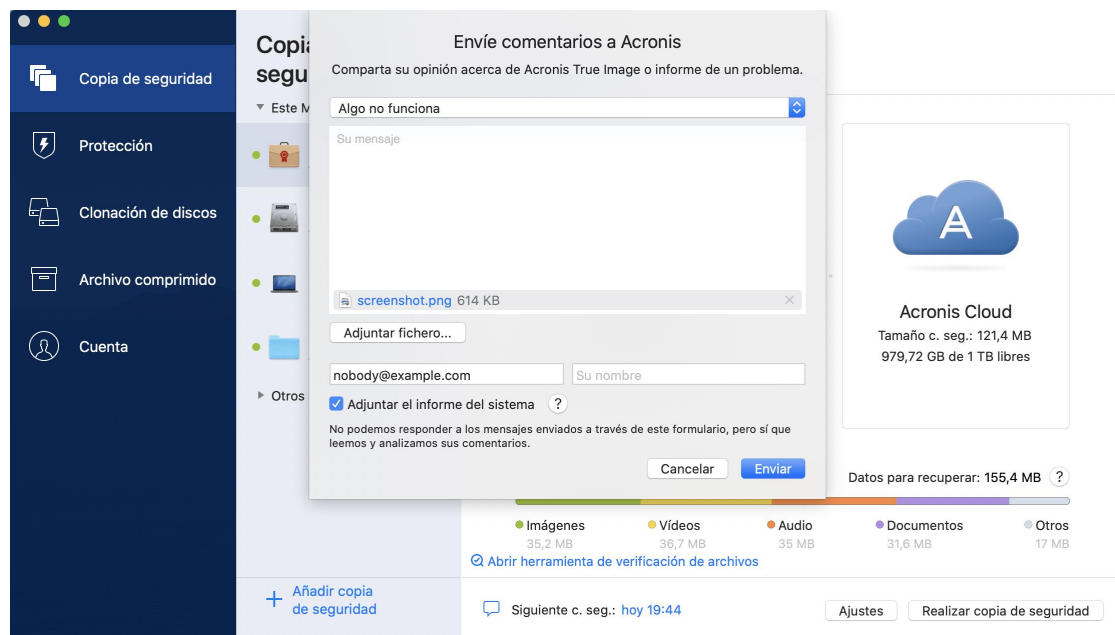 Copia de seguridad
Protección
Clonación de discos
Archivo comprimido
Cuenta
Este
Otros
Añadir copia
de seguridad
Envíe comentarios a Acronis
Comparta su opinión acerca de Acronis True Image o informe de un problema.
Algo no funciona
Su mensaje
screenshot.png 614 KB
Adjuntar fichero...
nobody@example.com
Su nombre
Adjuntar el informe del sistema ?
No podemos responder a los mensajes enviados a través de este formulario, pero sí que
leemos y analizamos sus comentarios.
Cancelar
Enviar
A
Acronis Cloud
Tamaño c. seg.: 121,4 MB
979,72 GB de 1 TB libres
Datos para recuperar: 155,4 MB ?
Imágenes
35,2 MB
Vídeos
36,7 MB
Audio
35 MB
Documentos
31,6 MB
Otros
17 MB
Abrir herramienta de verificación de archivos
Siguiente c. seg.: hoy 19:44
Ajustes
Realizar copia de seguridad